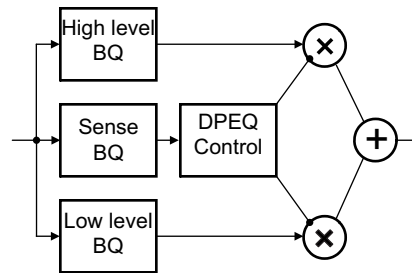 High level
BQ
×
Sense
BQ
DPEQ
Control
+
Low level
BQ
×